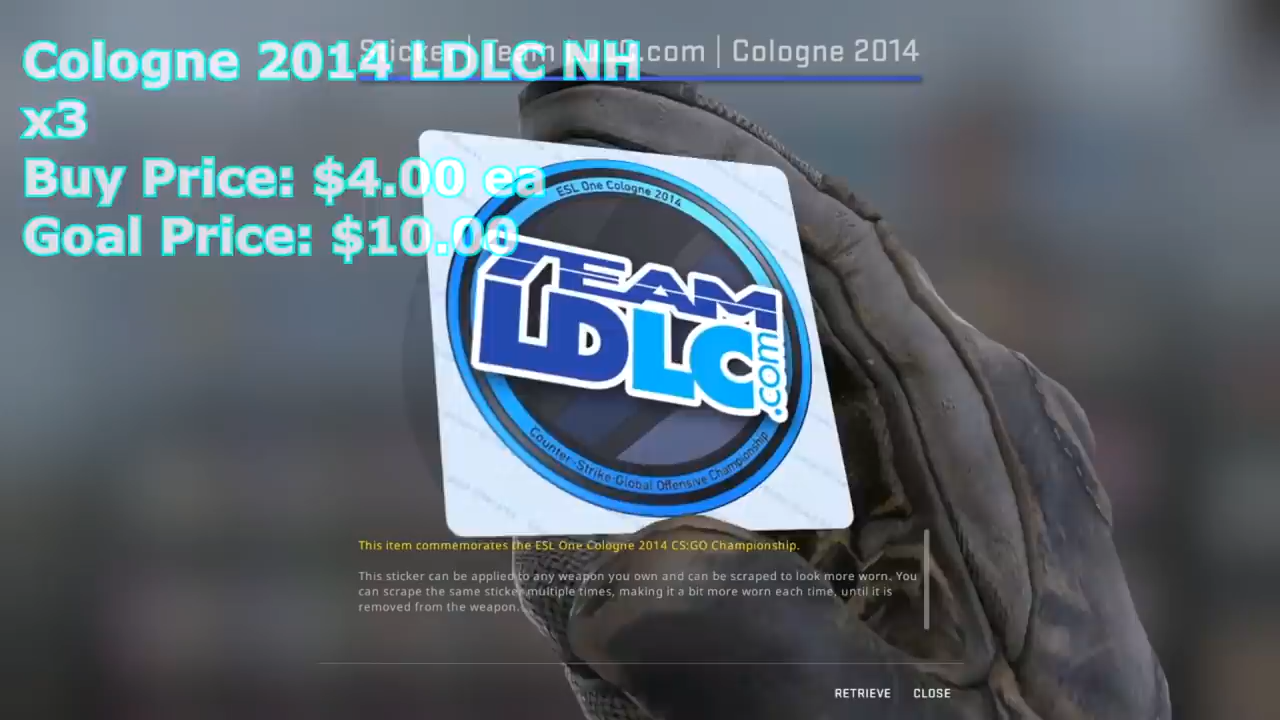 Cologne 2014 LDLC NH
x3
Buy Price: $4.00 ea
Goal Price: $10.00
Sticker | Team LDLC.com | Cologne 2014
ESL One Cologne 2014
TEAM
LDLC
.com
Counter-Strike: Global Offensive Championship
This item commemorates the ESL One Cologne 2014 CS:GO Championship.
This sticker can be applied to any weapon you own and can be scraped to look more worn. You
can scrape the same sticker multiple times, making it a bit more worn each time, until it is
removed from the weapon.
RETRIEVE
CLOSE